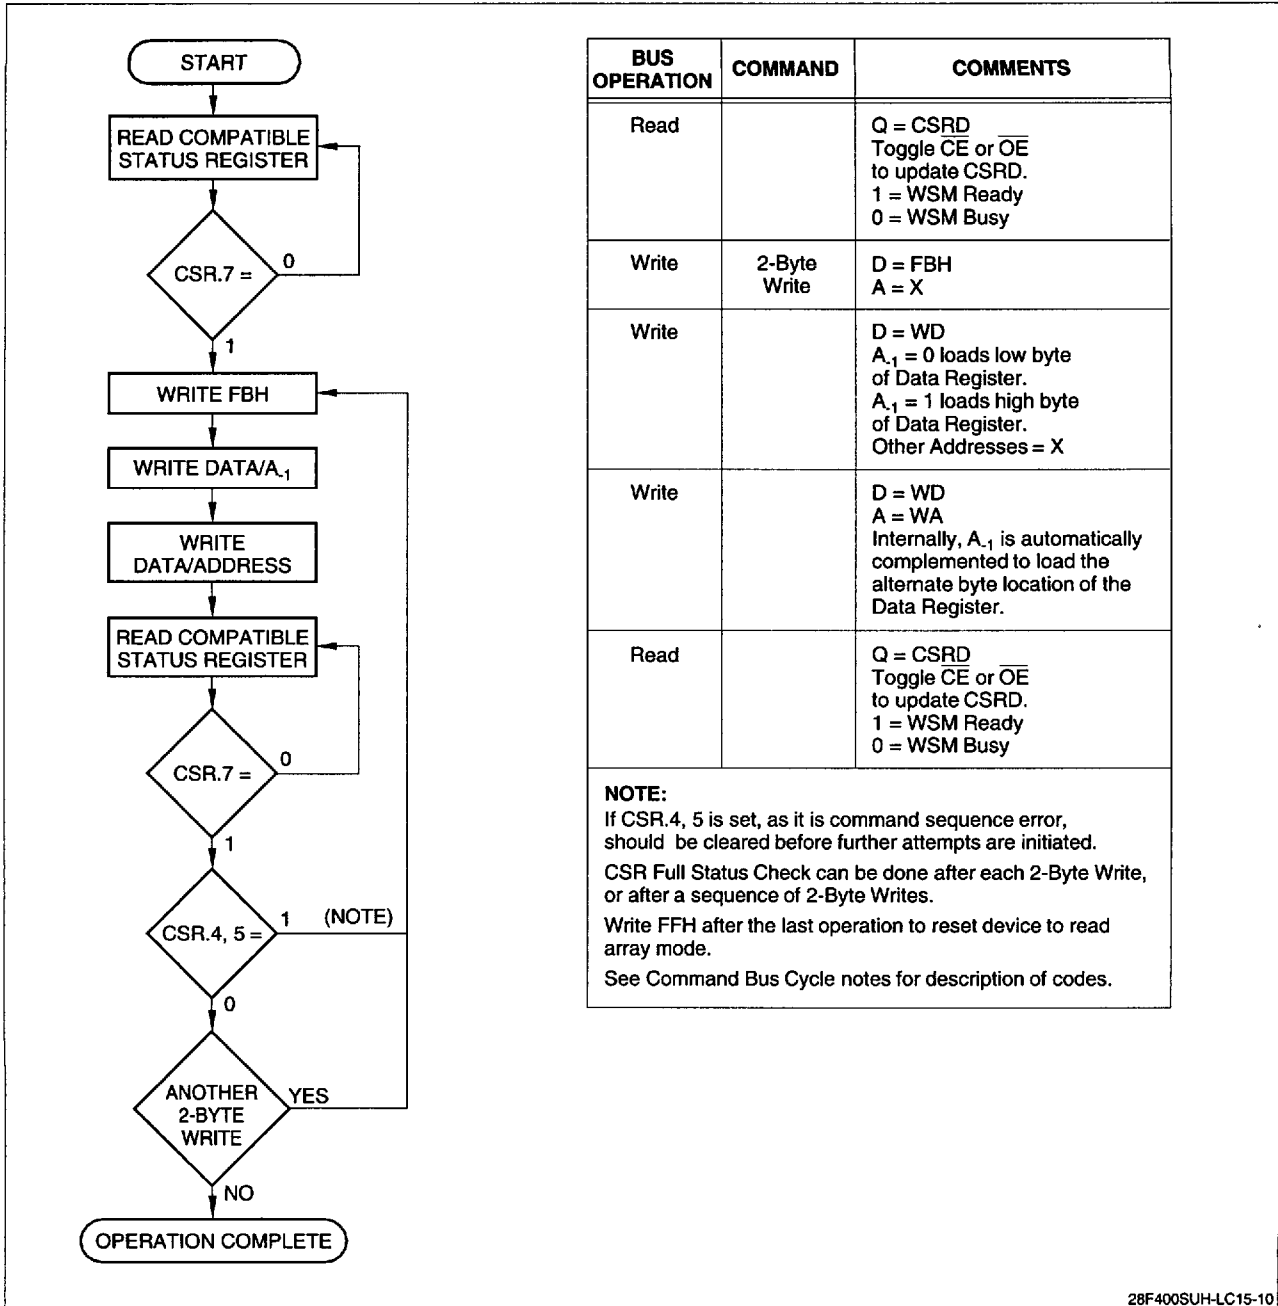 START
READ COMPATIBLE
STATUS REGISTER
CSR.7 =
0
1
WRITE FBH
WRITE DATA/A-1
WRITE
DATA/ADDRESS
READ COMPATIBLE
STATUS REGISTER
CSR.7 =
0
1
CSR.4, 5 =
1
(NOTE)
0
ANOTHER
2-BYTE
WRITE
YES
NO
OPERATION COMPLETE
BUS
OPERATION
COMMAND
COMMENTS
Read
Q = CSRD
Toggle C̅E̅ or O̅E̅
to update CSRD.
1 = WSM Ready
0 = WSM Busy
Write
2-Byte
Write
D = FBH
A = X
Write
D = WD
A-1 = 0 loads low byte
of Data Register.
A-1 = 1 loads high byte
of Data Register.
Other Addresses = X
Write
D = WD
A = WA
Internally, A-1 is automatically
complemented to load the
alternate byte location of the
Data Register.
Read
Q = CSRD
Toggle C̅E̅ or O̅E̅
to update CSRD.
1 = WSM Ready
0 = WSM Busy
NOTE:
If CSR.4, 5 is set, as it is command sequence error,
should be cleared before further attempts are initiated.
CSR Full Status Check can be done after each 2-Byte Write,
or after a sequence of 2-Byte Writes.
Write FFH after the last operation to reset device to read
array mode.
See Command Bus Cycle notes for description of codes.
28F400SUH-LC15-10